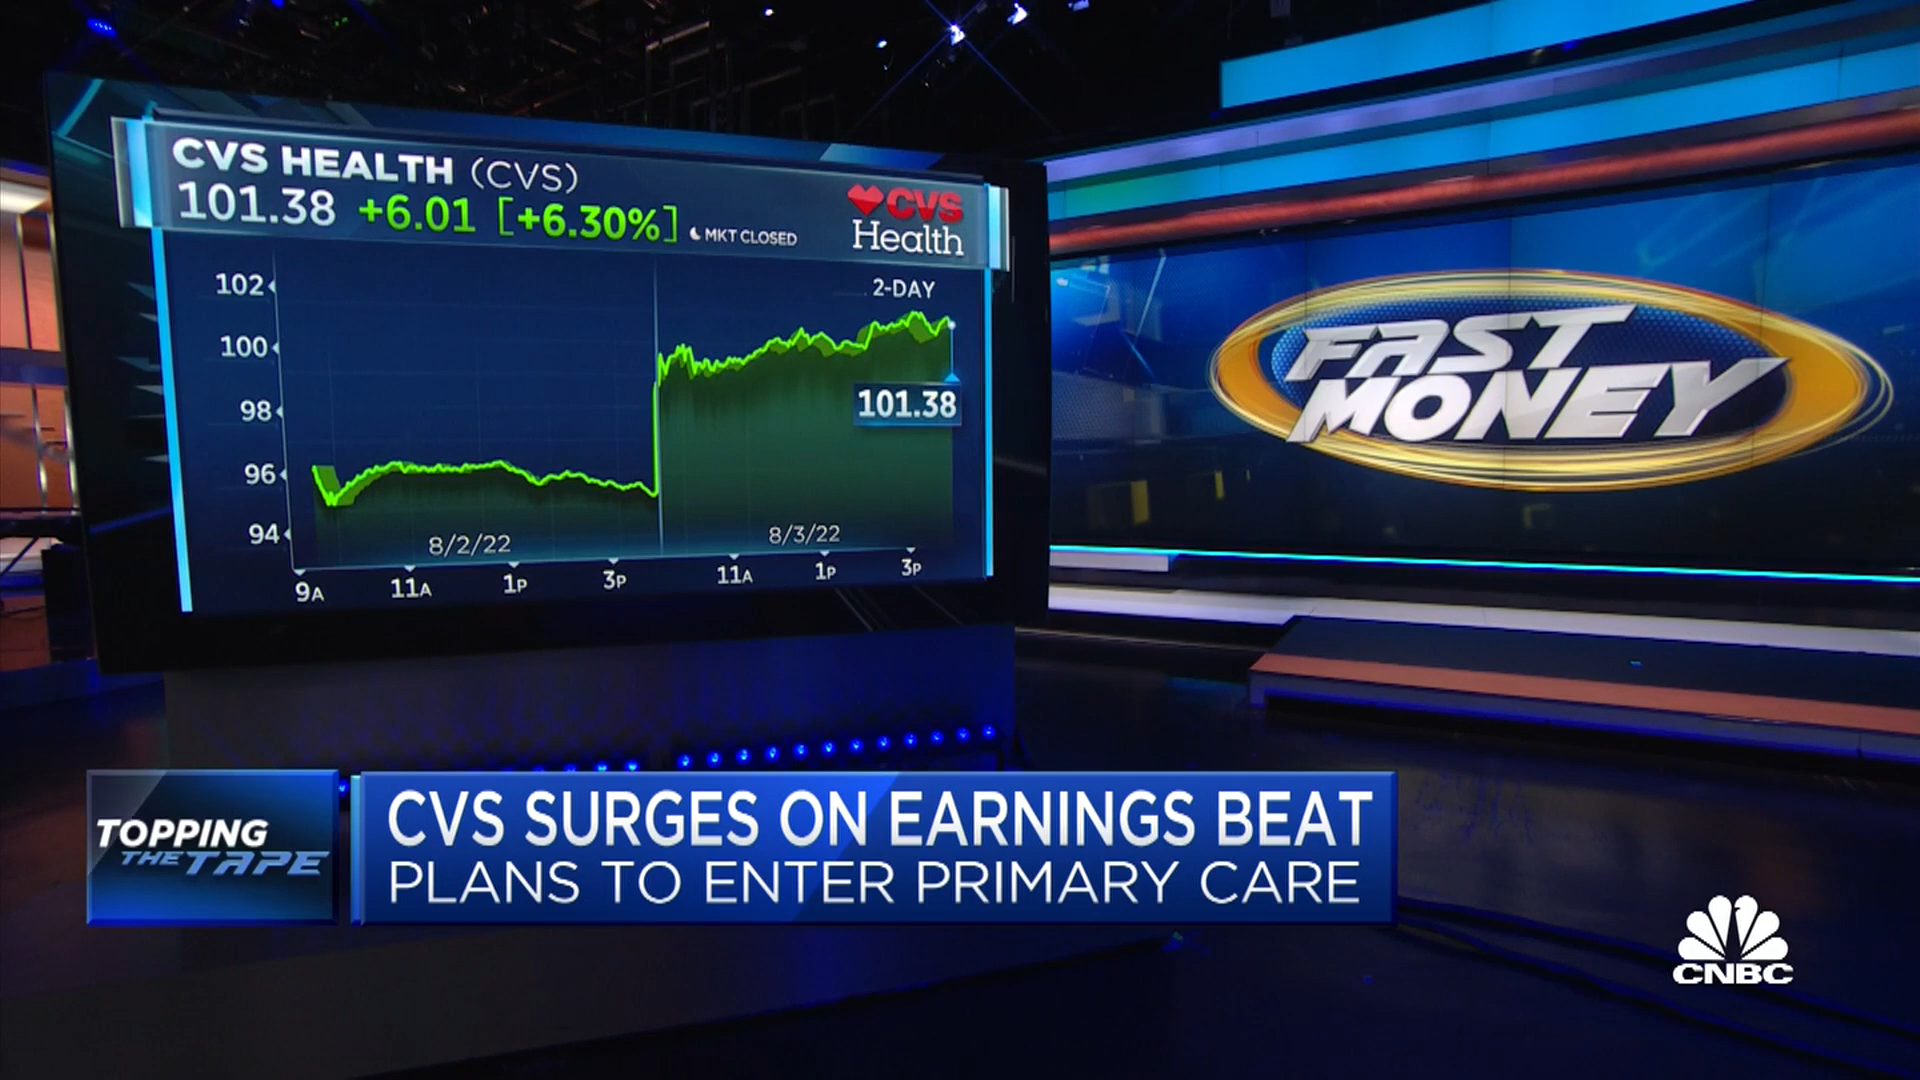 CVS HEALTH (CVS)
101.38 +6.01 [+6.30%] MKT CLOSED
CVS
Health
2-DAY
102
100
98
96
94
101.38
8/2/22
8/3/22
9A 11A 1P 3P 11A 1P 3P
FAST
MONEY
TOPPING
THE TAPE
CVS SURGES ON EARNINGS BEAT
PLANS TO ENTER PRIMARY CARE
CNBC